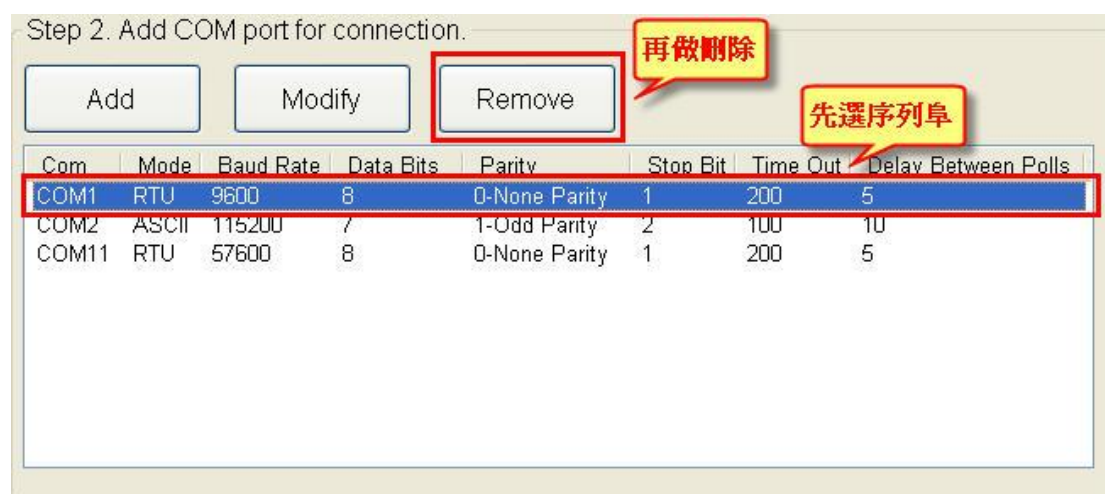 Step 2. Add COM port for connection.
再做刪除
Add Modify Remove
先選序列阜
Com Mode Baud Rate Data Bits Parity Stop Bit Time Out Delay Between Polls
COM1 RTU 9600 8 0-None Parity 1 200 5
COM2 ASCII 115200 7 1-Odd Parity 2 100 10
COM11 RTU 57600 8 0-None Parity 1 200 5